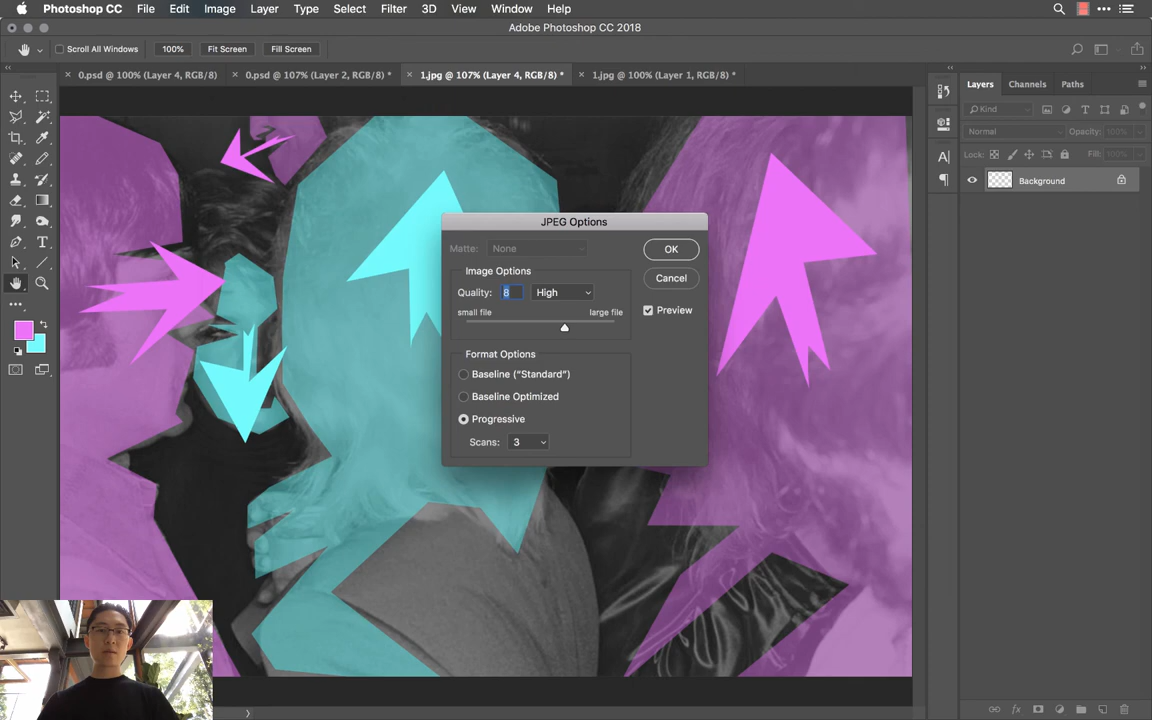 Photoshop CC File Edit Image Layer Type Select Filter 3D View Window Help
Adobe Photoshop CC 2018
Scroll All Windows 100% Fit Screen Fill Screen
0.psd @ 100% (Layer 4, RGB/8) 0.psd @ 107% (Layer 2, RGB/8) * 1.jpg @ 107% (Layer 4, RGB/8) * 1.jpg @ 100% (Layer 1, RGB/8) *
Layers Channels Paths
Kind
Normal Opacity: 100%
Lock: Fill: 100%
Background
JPEG Options
Matte: None
OK
Image Options
Cancel
Quality: 8 High
Preview
small file large file
Format Options
Baseline ("Standard")
Baseline Optimized
Progressive
Scans: 3